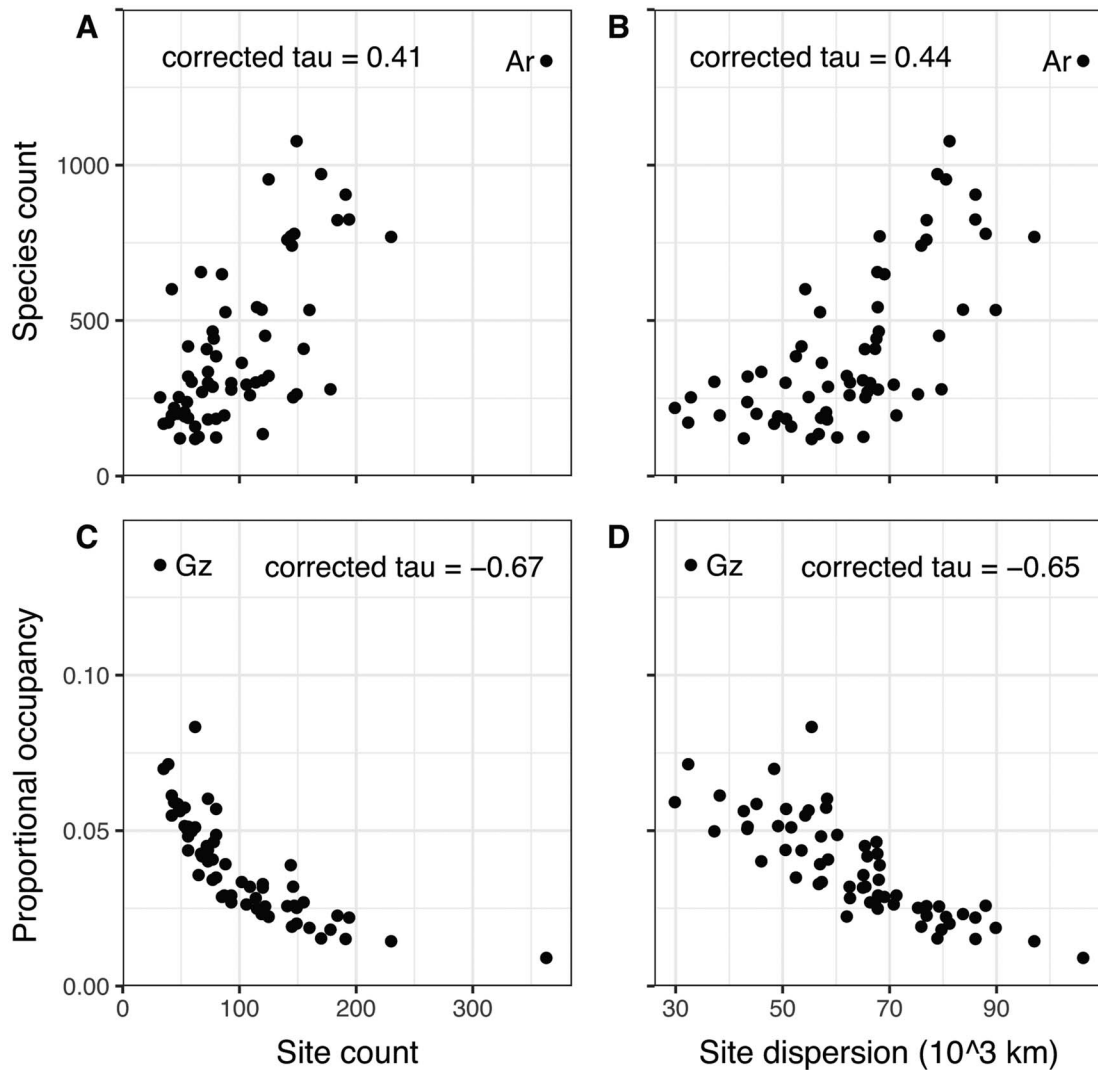 A
corrected tau = 0.41
Ar
B
corrected tau = 0.44
Ar
Species count
1000
500
0
C
Gz
corrected tau = −0.67
D
Gz
corrected tau = −0.65
Proportional occupancy
0.10
0.05
0.00
0
100
200
300
30
50
70
90
Site count
Site dispersion (10^3 km)